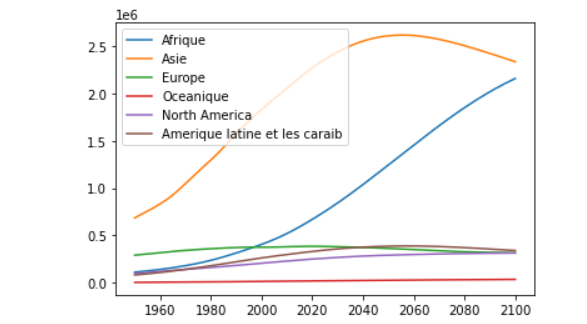 1e6
2.5
2.0
1.5
1.0
0.5
0.0
Afrique
Asie
Europe
Oceanique
North America
Amerique latine et les caraib
1960 1980 2000 2020 2040 2060 2080 2100